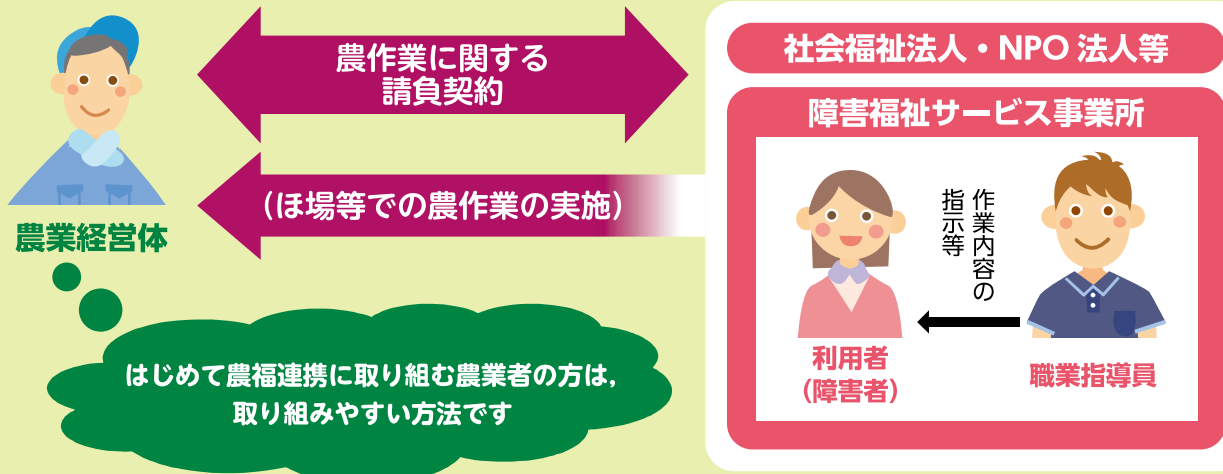 農作業に関する
請負契約
（ほ場等での農作業の実施）
農業経営体
はじめて農福連携に取り組む農業者の方は，
取り組みやすい方法です
社会福祉法人・NPO 法人等
障害福祉サービス事業所
作業内容の
指示等
利用者
（障害者）
職業指導員